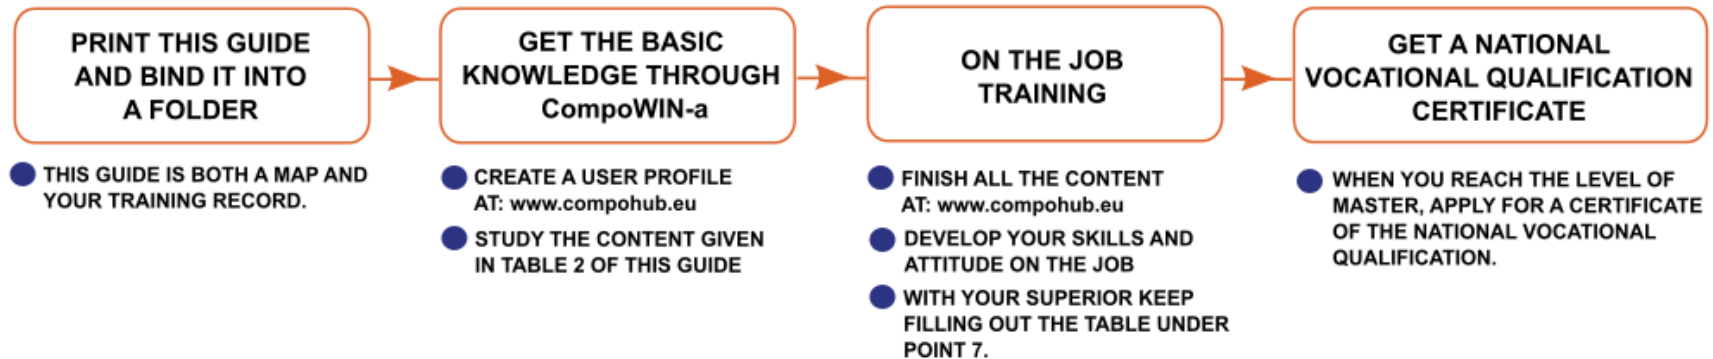 PRINT THIS GUIDE
AND BIND IT INTO
A FOLDER
THIS GUIDE IS BOTH A MAP AND
YOUR TRAINING RECORD.
GET THE BASIC
KNOWLEDGE THROUGH
CompoWIN-a
CREATE A USER PROFILE
AT: www.compohub.eu
STUDY THE CONTENT GIVEN
IN TABLE 2 OF THIS GUIDE
ON THE JOB
TRAINING
FINISH ALL THE CONTENT
AT: www.compohub.eu
DEVELOP YOUR SKILLS AND
ATTITUDE ON THE JOB
WITH YOUR SUPERIOR KEEP
FILLING OUT THE TABLE UNDER
POINT 7.
GET A NATIONAL
VOCATIONAL QUALIFICATION
CERTIFICATE
WHEN YOU REACH THE LEVEL OF
MASTER, APPLY FOR A CERTIFICATE
OF THE NATIONAL VOCATIONAL
QUALIFICATION.